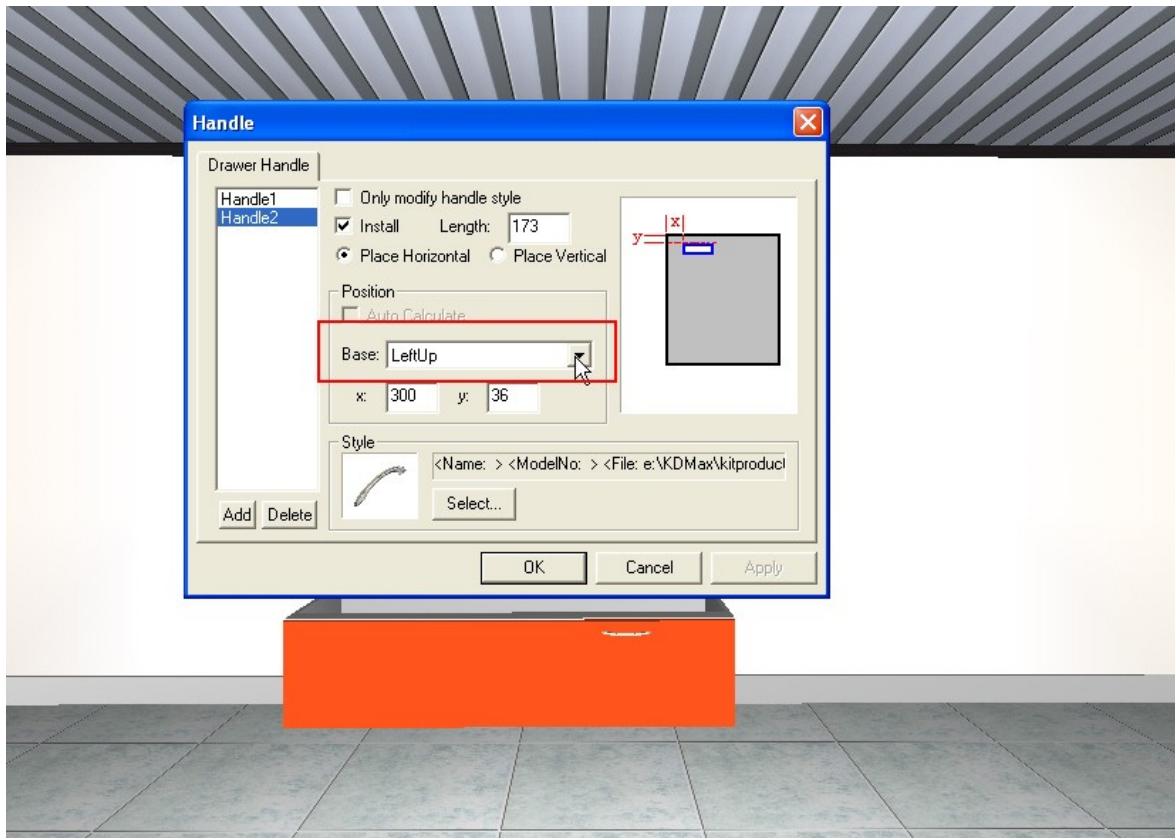 Handle
Drawer Handle
Handle1
Handle2
Only modify handle style
Install Length: 173
Place Horizontal Place Vertical
Position
Auto Calculate
Base: LeftUp
x: 300 y: 36
x
y
Style
<Name: > <ModelNo: > <File: e:\KDMax\kitproduct
Select...
Add Delete
OK Cancel Apply